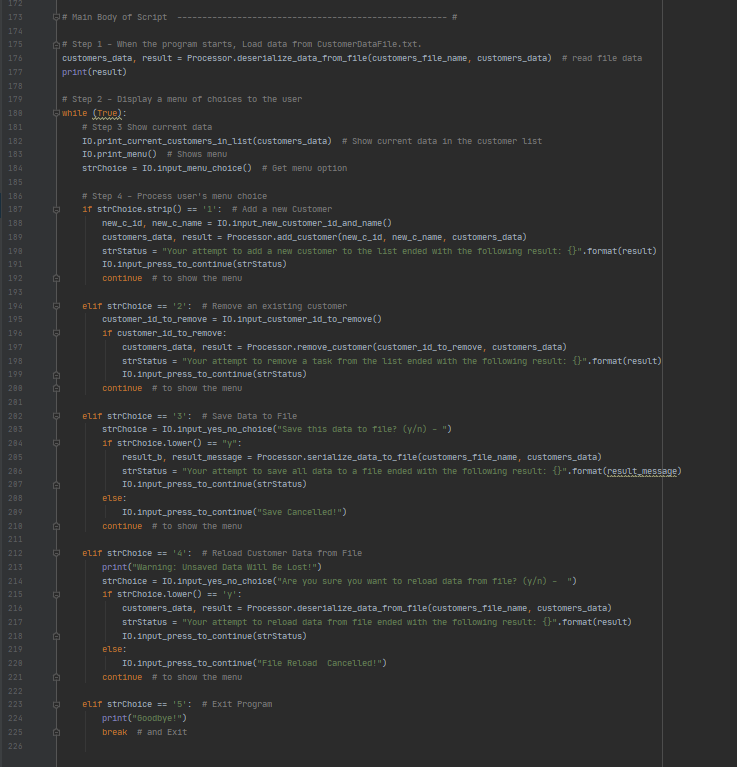 172
173 # Main Body of Script  ------------------------------------------------------ #
174
175 # Step 1 - When the program starts, Load data from CustomerDataFile.txt.
176 customers_data, result = Processor.deserialize_data_from_file(customers_file_name, customers_data)  # read file data
177 print(result)
178
179 # Step 2 - Display a menu of choices to the user
180 while (True):
181     # Step 3 Show current data
182     IO.print_current_customers_in_list(customers_data)  # Show current data in the customer list
183     IO.print_menu()  # Shows menu
184     strChoice = IO.input_menu_choice()  # Get menu option
185
186     # Step 4 - Process user's menu choice
187     if strChoice.strip() == '1':  # Add a new Customer
188         new_c_id, new_c_name = IO.input_new_customer_id_and_name()
189         customers_data, result = Processor.add_customer(new_c_id, new_c_name, customers_data)
190         strStatus = "Your attempt to add a new customer to the list ended with the following result: {}".format(result)
191         IO.input_press_to_continue(strStatus)
192         continue  # to show the menu
193
194     elif strChoice == '2':  # Remove an existing customer
195         customer_id_to_remove = IO.input_customer_id_to_remove()
196         if customer_id_to_remove:
197             customers_data, result = Processor.remove_customer(customer_id_to_remove, customers_data)
198             strStatus = "Your attempt to remove a task from the list ended with the following result: {}".format(result)
199             IO.input_press_to_continue(strStatus)
200         continue  # to show the menu
201
202     elif strChoice == '3':  # Save Data to File
203         strChoice = IO.input_yes_no_choice("Save this data to file? (y/n) - ")
204         if strChoice.lower() == "y":
205             result_b, result_message = Processor.serialize_data_to_file(customers_file_name, customers_data)
206             strStatus = "Your attempt to save all data to a file ended with the following result: {}".format(result_message)
207             IO.input_press_to_continue(strStatus)
208         else:
209             IO.input_press_to_continue("Save Cancelled!")
210         continue  # to show the menu
211
212     elif strChoice == '4':  # Reload Customer Data from File
213         print("Warning: Unsaved Data Will Be Lost!")
214         strChoice = IO.input_yes_no_choice("Are you sure you want to reload data from file? (y/n) -  ")
215         if strChoice.lower() == 'y':
216             customers_data, result = Processor.deserialize_data_from_file(customers_file_name, customers_data)
217             strStatus = "Your attempt to reload data from file ended with the following result: {}".format(result)
218             IO.input_press_to_continue(strStatus)
219         else:
220             IO.input_press_to_continue("File Reload  Cancelled!")
221         continue  # to show the menu
222
223     elif strChoice == '5':  # Exit Program
224         print("Goodbye!")
225         break  # and Exit
226